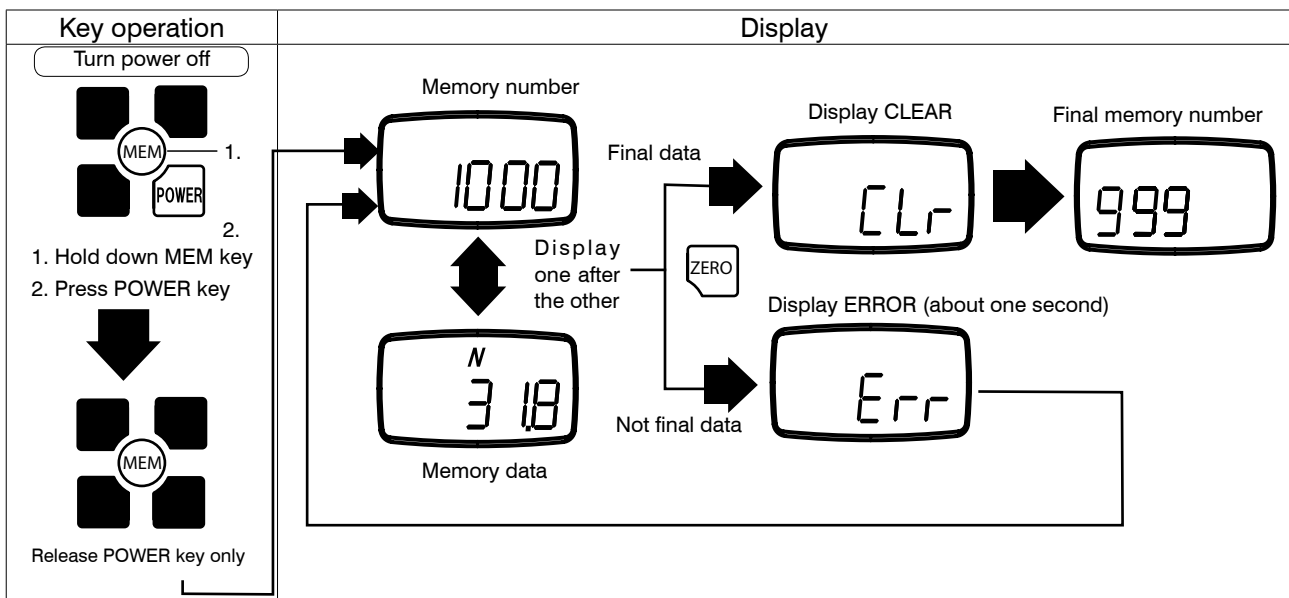 Key operation
Display
Turn power off
MEM
1.
POWER
2.
1. Hold down MEM key
2. Press POWER key
MEM
Release POWER key only
Memory number
1000
Display
one after
the other
N
31.8
Memory data
Final data
ZERO
Not final data
Display CLEAR
CLr
Final memory number
999
Display ERROR (about one second)
Err